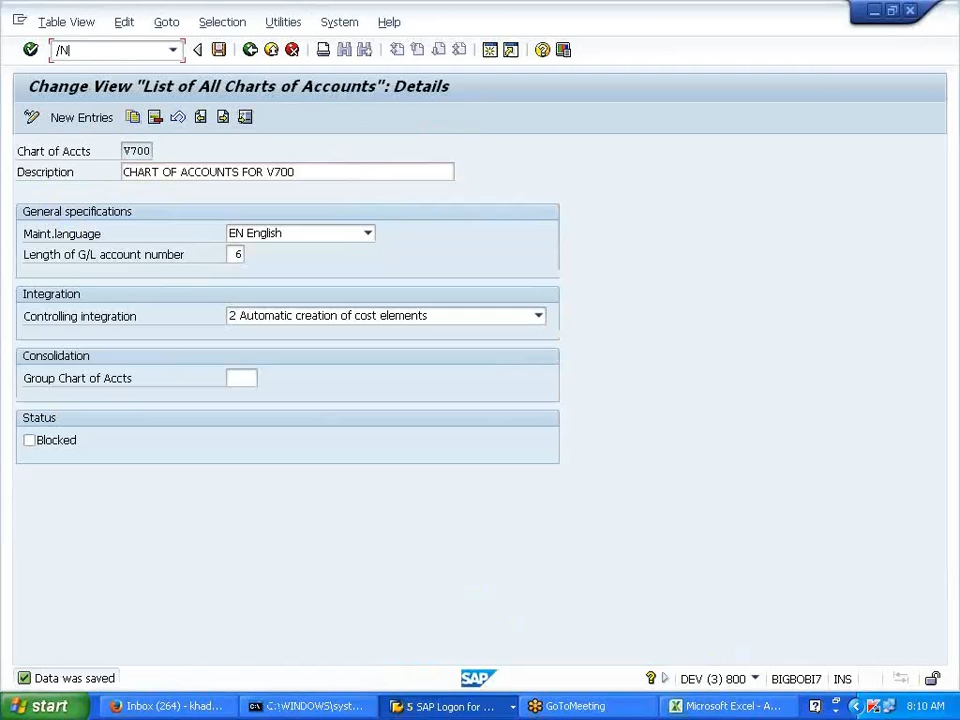 Table View Edit Goto Selection Utilities System Help
/N
Change View "List of All Charts of Accounts": Details
New Entries
Chart of Accts V700
Description CHART OF ACCOUNTS FOR V700
General specifications
Maint.language EN English
Length of G/L account number 6
Integration
Controlling integration 2 Automatic creation of cost elements
Consolidation
Group Chart of Accts
Status
Blocked
Data was saved SAP DEV (3) 800 BIGBOBI7 INS
start Inbox (264) - khad... C:\WINDOWS\syst... 5 SAP Logon for ... GoToMeeting Microsoft Excel - A... 8:10 AM